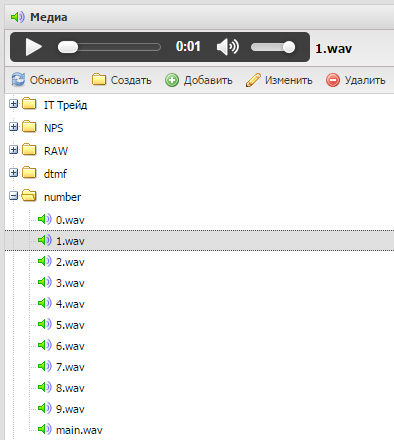 Медиа
0:01 1.wav
Обновить Создать Добавить Изменить Удалить
IT Трейд
NPS
RAW
dtmf
number
0.wav
1.wav
2.wav
3.wav
4.wav
5.wav
6.wav
7.wav
8.wav
9.wav
main.wav